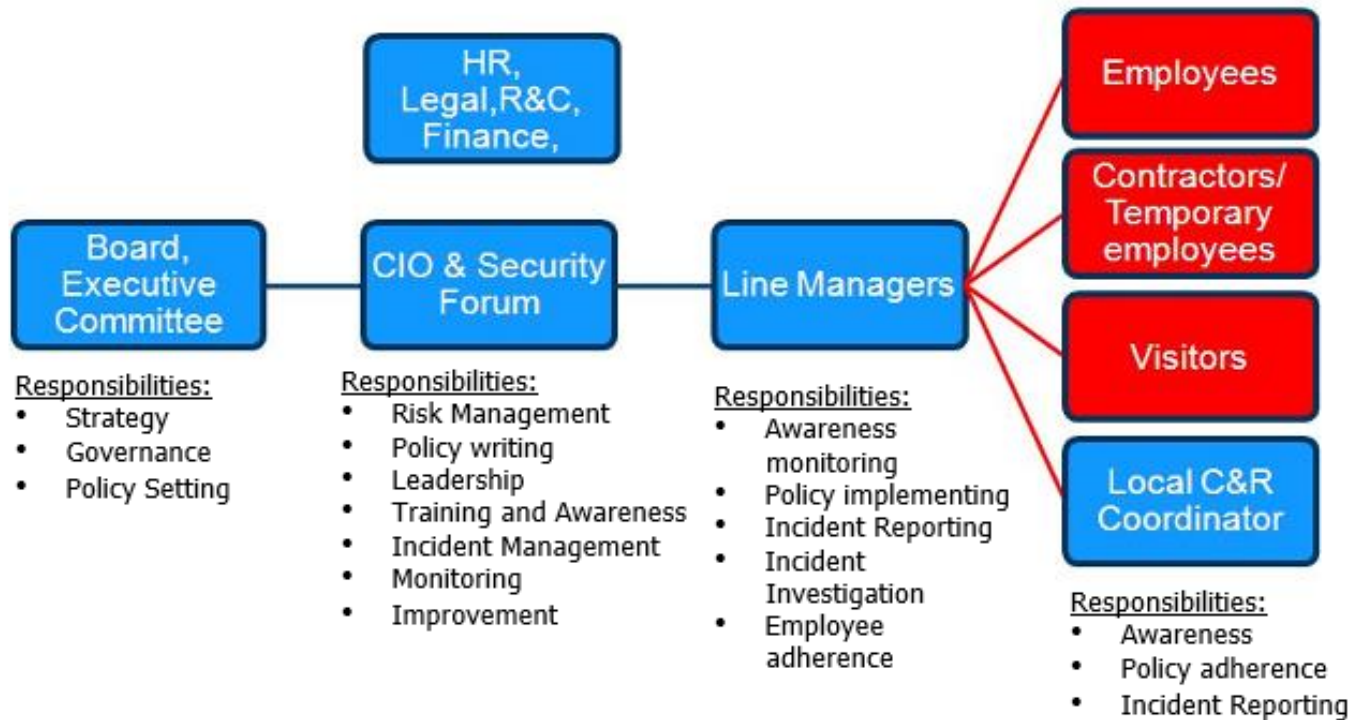 HR,
Legal,R&C,
Finance,
Board,
Executive
Committee
Responsibilities:
• Strategy
• Governance
• Policy Setting
CIO & Security
Forum
Responsibilities:
• Risk Management
• Policy writing
• Leadership
• Training and Awareness
• Incident Management
• Monitoring
• Improvement
Line Managers
Responsibilities:
• Awareness
monitoring
• Policy implementing
• Incident Reporting
• Incident
Investigation
• Employee
adherence
Employees
Contractors/
Temporary
employees
Visitors
Local C&R
Coordinator
Responsibilities:
• Awareness
• Policy adherence
• Incident Reporting